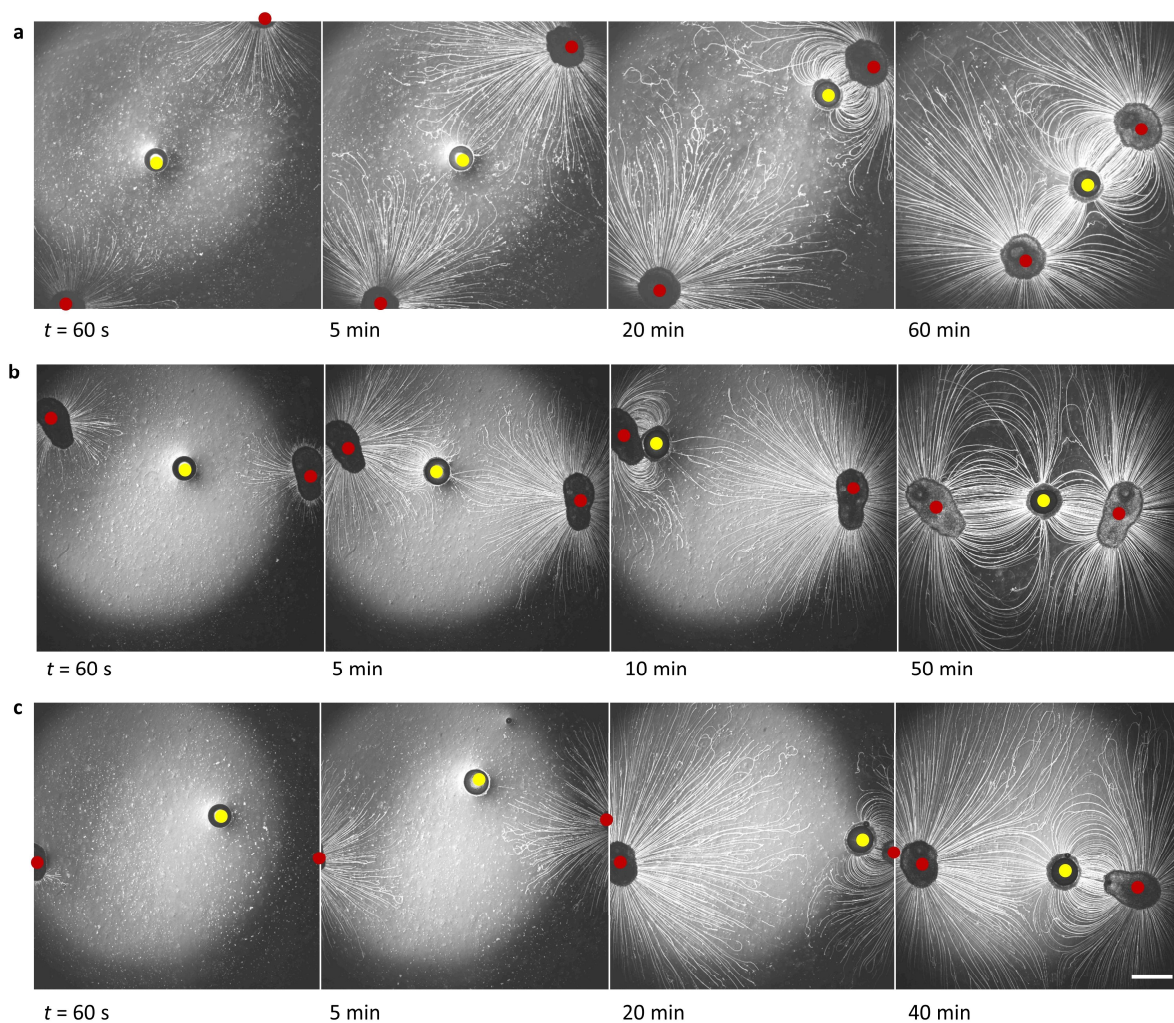 a
t = 60 s 5 min 20 min 60 min
b
t = 60 s 5 min 10 min 50 min
c
t = 60 s 5 min 20 min 40 min